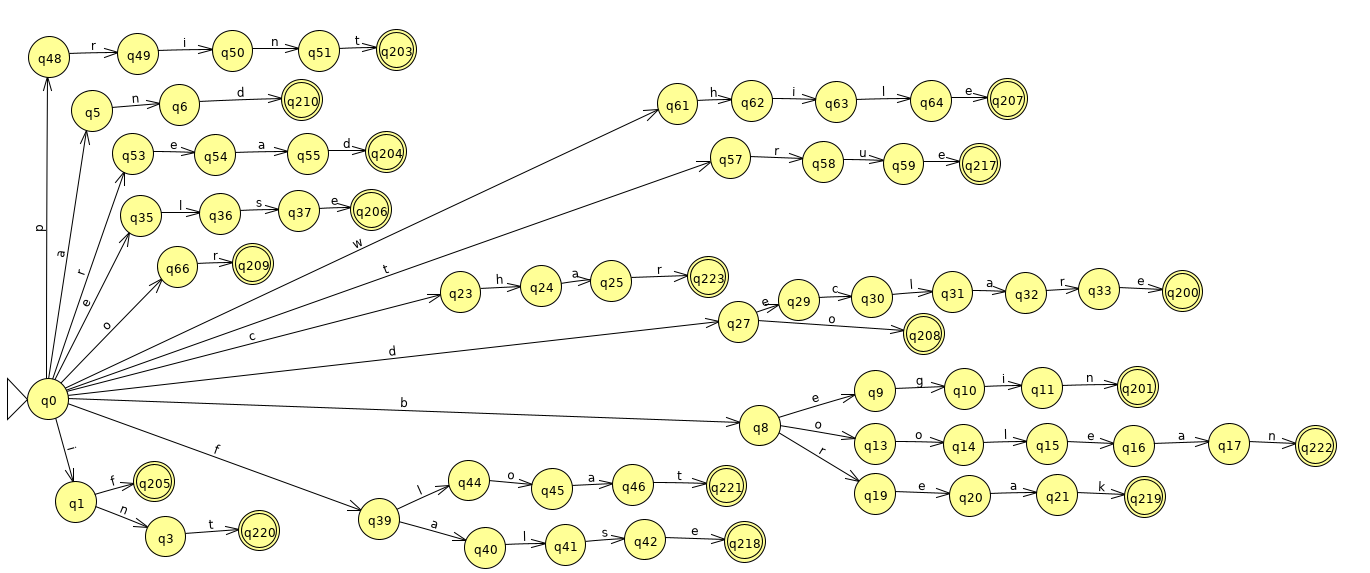 q48 r q49 i q50 n q51 t q203
q5 n q6 d q210
q61 h q62 i q63 l q64 e q207
q53 e q54 a q55 d q204
q57 r q58 u q59 e q217
q35 l q36 s q37 e q206
q66 r q209
p a r e o w t c d b f i
q23 h q24 a q25 r q223
q27 e q29 c q30 l q31 a q32 r q33 e q200
o q208
q0
q8 e q9 g q10 i q11 n q201
o q13 o q14 l q15 e q16 a q17 n q222
r q19 e q20 a q21 k q219
q1 f q205
n q3 t q220
q39 l q44 o q45 a q46 t q221
a q40 l q41 s q42 e q218